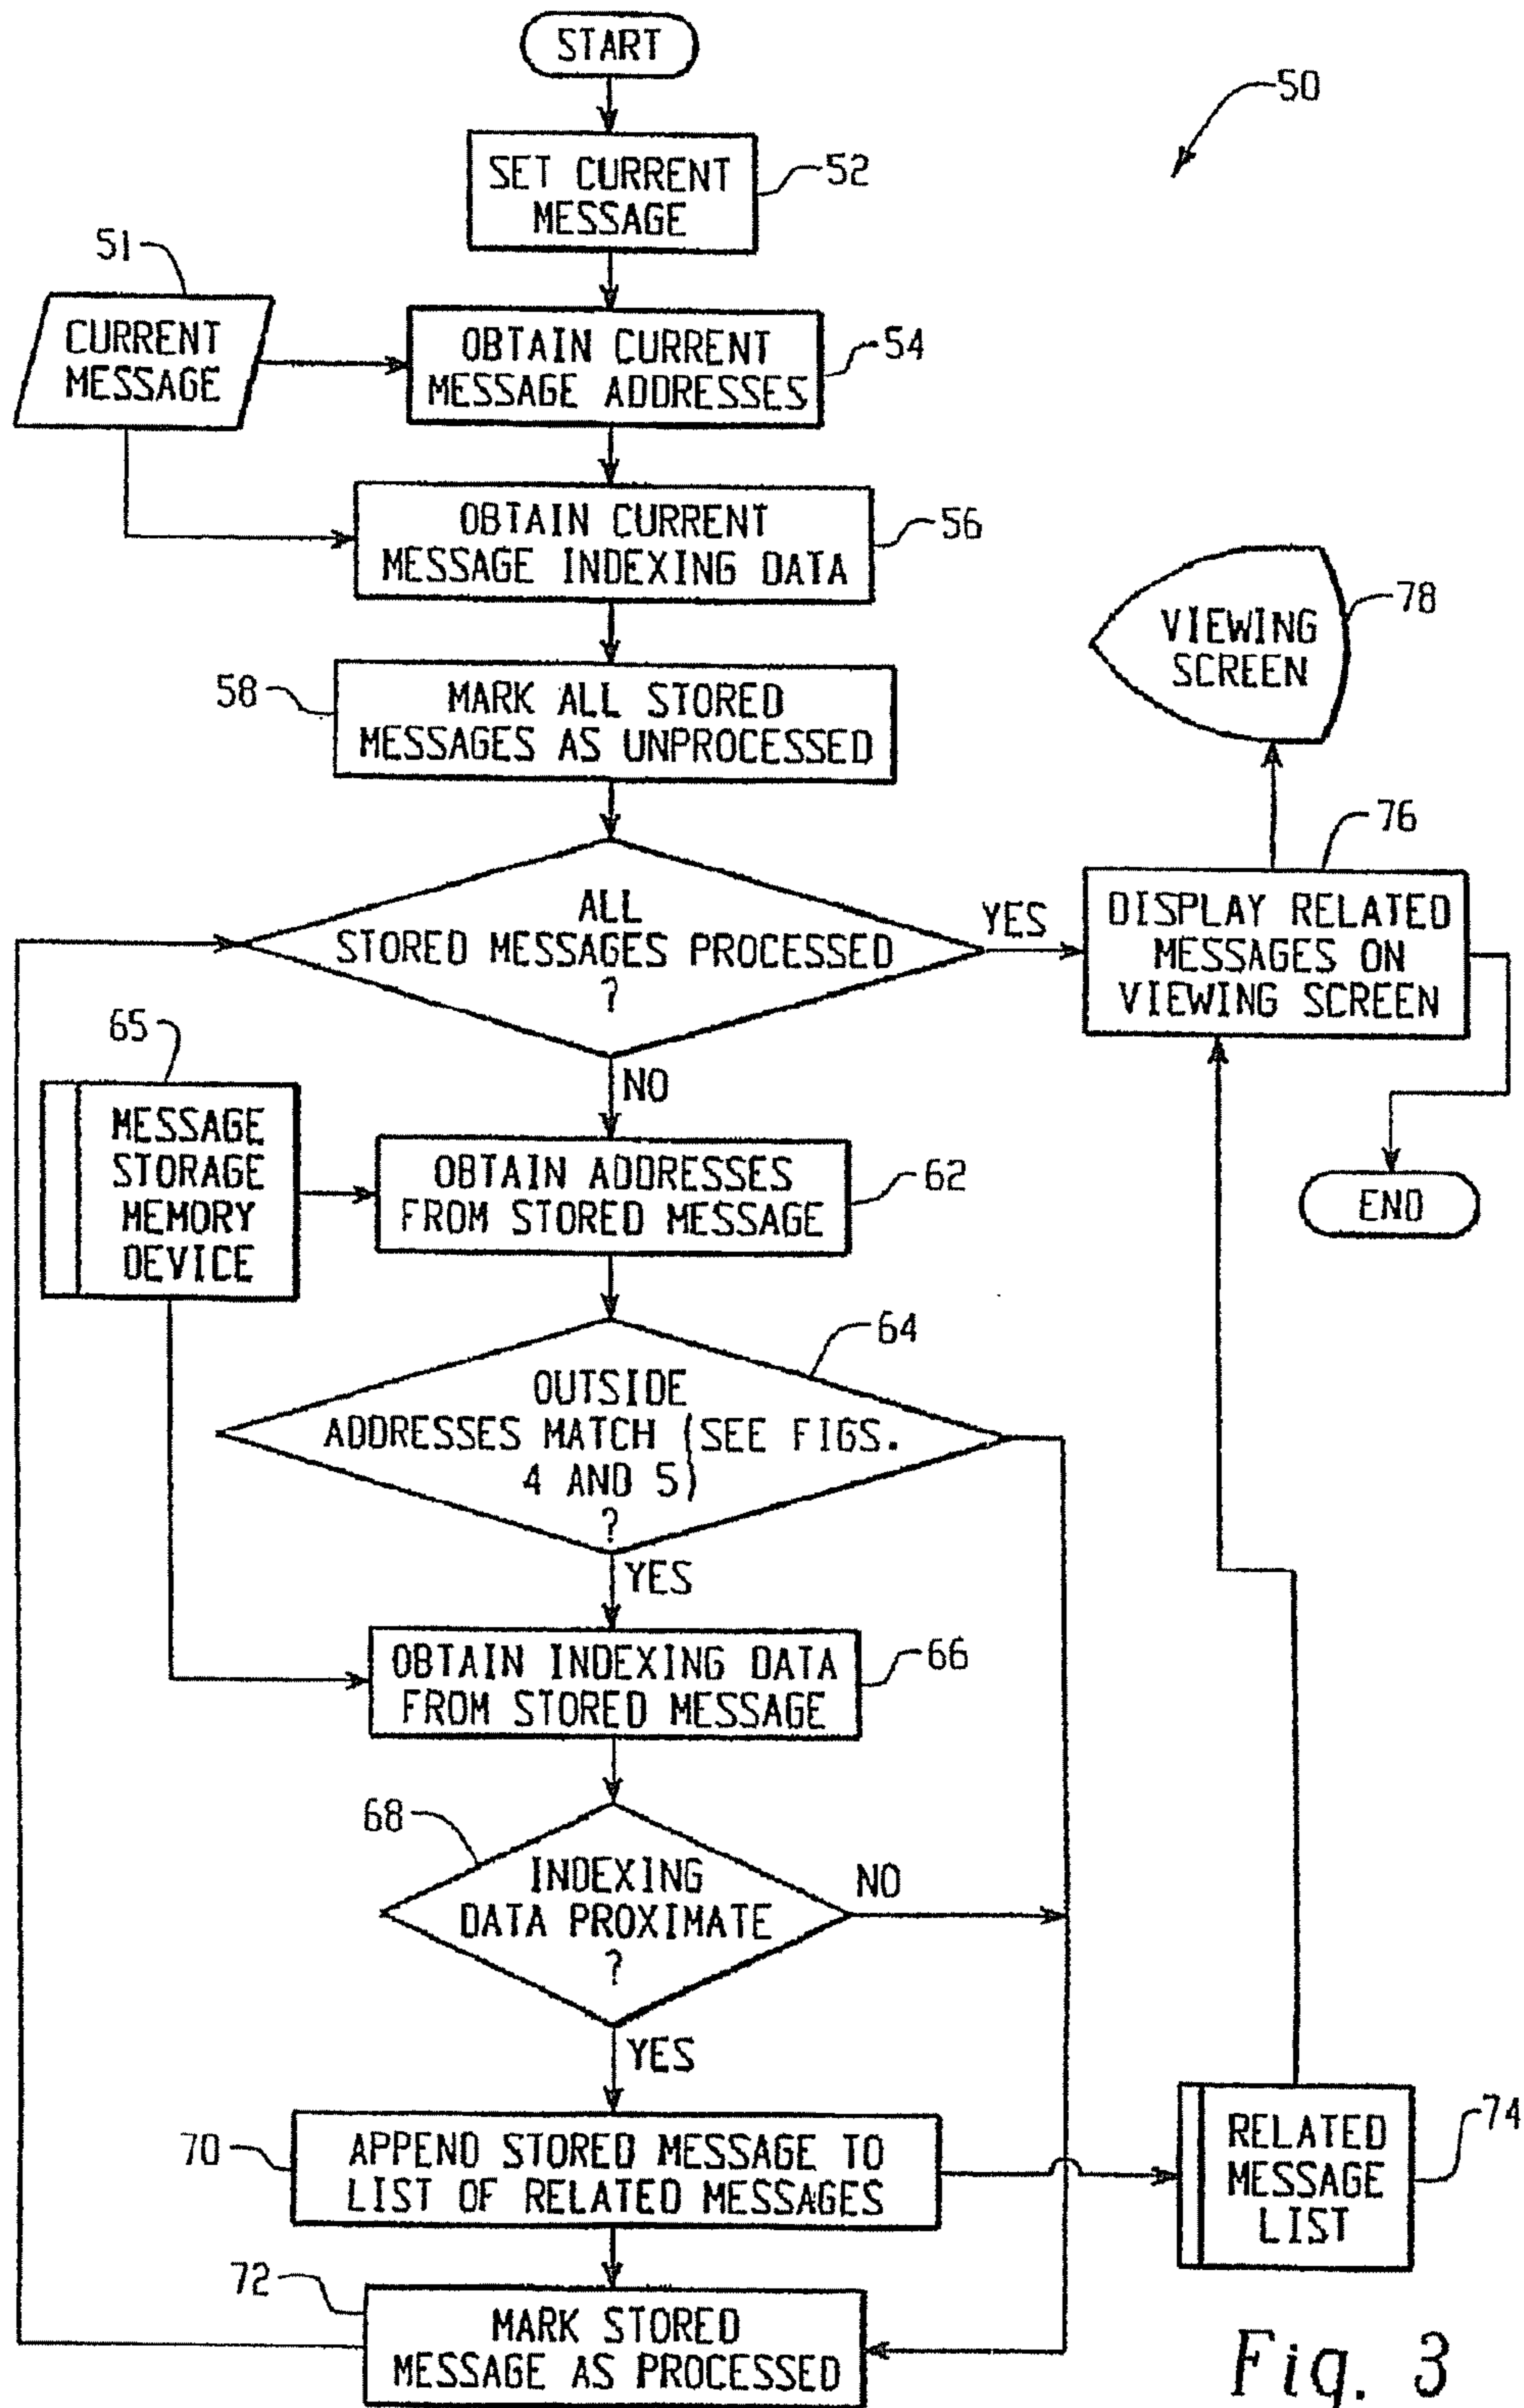 START
50
SET CURRENT
MESSAGE
52
51
CURRENT
MESSAGE
OBTAIN CURRENT
MESSAGE ADDRESSES
54
OBTAIN CURRENT
MESSAGE INDEXING DATA
56
VIEWING
SCREEN
78
58
MARK ALL STORED
MESSAGES AS UNPROCESSED
76
ALL
STORED MESSAGES PROCESSED
?
YES
DISPLAY RELATED
MESSAGES ON
VIEWING SCREEN
NO
65
MESSAGE
STORAGE
MEMORY
DEVICE
OBTAIN ADDRESSES
FROM STORED MESSAGE
62
END
64
OUTSIDE
ADDRESSES MATCH (SEE FIGS.
4 AND 5)
?
YES
OBTAIN INDEXING DATA
FROM STORED MESSAGE
66
68
INDEXING
DATA PROXIMATE
?
NO
YES
70
APPEND STORED MESSAGE TO
LIST OF RELATED MESSAGES
RELATED
MESSAGE
LIST
74
72
MARK STORED
MESSAGE AS PROCESSED
Fig. 3